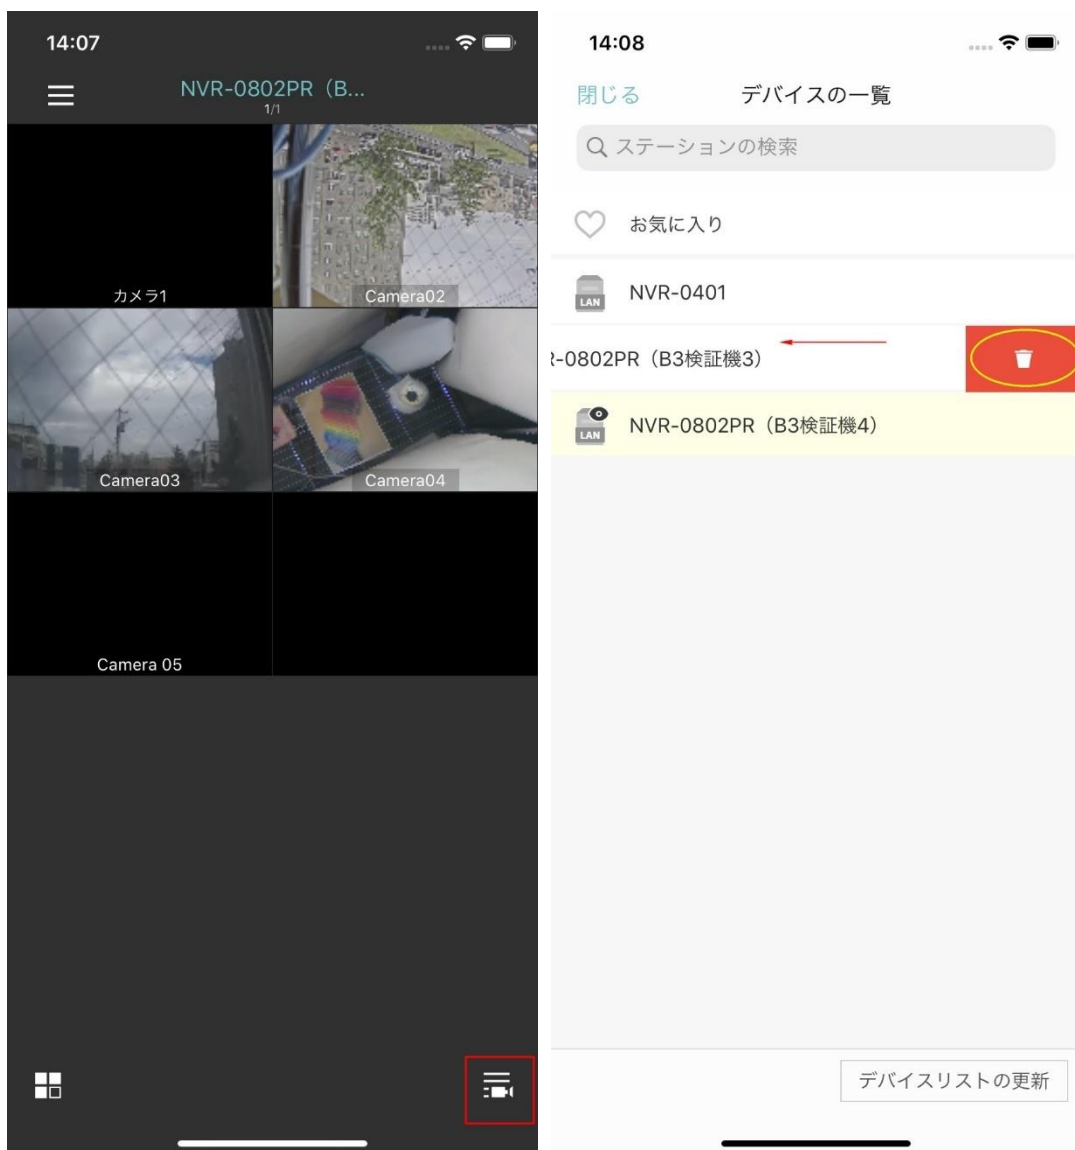 14:07
NVR-0802PR（B...
1/1
カメラ1
Camera02
Camera03
Camera04
Camera 05
14:08
閉じる
デバイスの一覧
ステーションの検索
お気に入り
LAN
NVR-0401
R-0802PR（B3検証機3）
LAN
NVR-0802PR（B3検証機4）
デバイスリストの更新